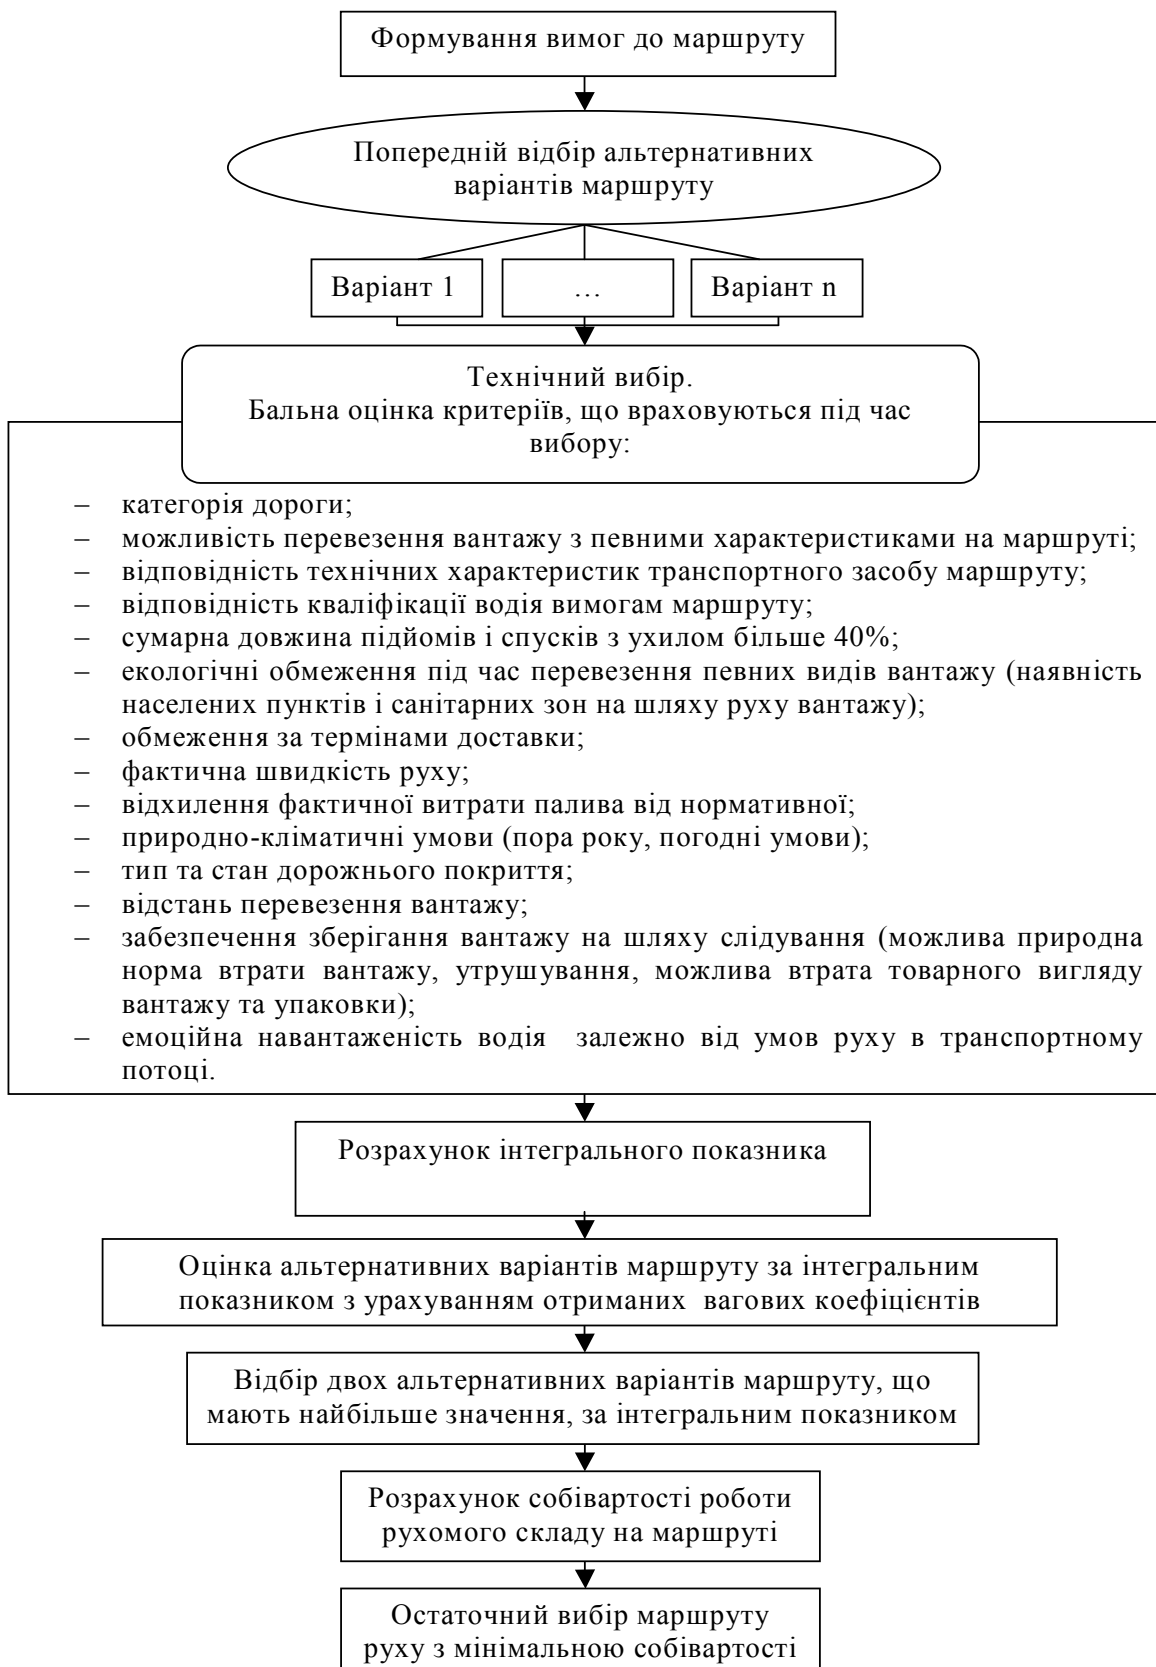 Формування вимог до маршруту
Попередній відбір альтернативних
варіантів маршруту
Варіант 1
…
Варіант n
Технічний вибір.
Бальна оцінка критеріїв, що враховуються під час
вибору:
– категорія дороги;
– можливість перевезення вантажу з певними характеристиками на маршруті;
– відповідність технічних характеристик транспортного засобу маршруту;
– відповідність кваліфікації водія вимогам маршруту;
– сумарна довжина підйомів і спусків з ухилом більше 40%;
– екологічні обмеження під час перевезення певних видів вантажу (наявність
населених пунктів і санітарних зон на шляху руху вантажу);
– обмеження за термінами доставки;
– фактична швидкість руху;
– відхилення фактичної витрати палива від нормативної;
– природно-кліматичні умови (пора року, погодні умови);
– тип та стан дорожнього покриття;
– відстань перевезення вантажу;
– забезпечення зберігання вантажу на шляху слідування (можлива природна
норма втрати вантажу, утрушування, можлива втрата товарного вигляду
вантажу та упаковки);
– емоційна навантаженість водія залежно від умов руху в транспортному
потоці.
Розрахунок інтегрального показника
Оцінка альтернативних варіантів маршруту за інтегральним
показником з урахуванням отриманих вагових коефіцієнтів
Відбір двох альтернативних варіантів маршруту, що
мають найбільше значення, за інтегральним показником
Розрахунок собівартості роботи
рухомого складу на маршруті
Остаточний вибір маршруту
руху з мінімальною собівартості